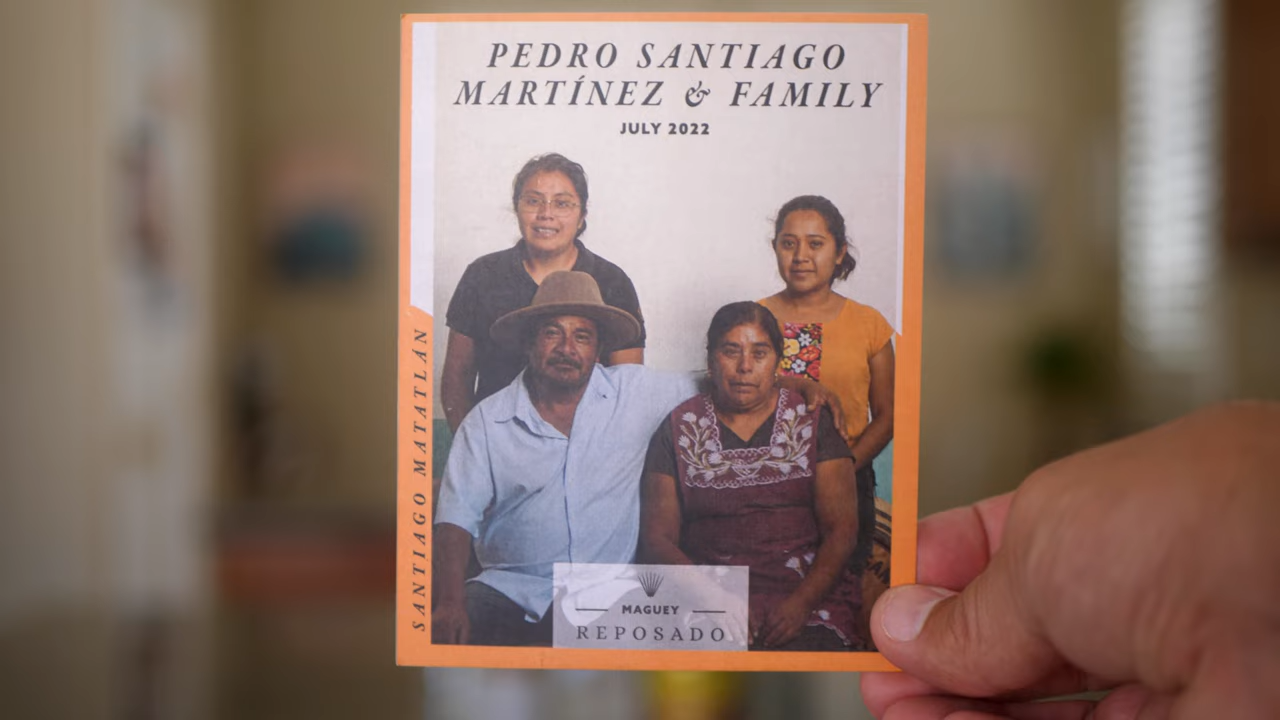 PEDRO SANTIAGO
MARTÍNEZ & FAMILY
JULY 2022
SANTIAGO MATATLÁN
MAGUEY
REPOSADO